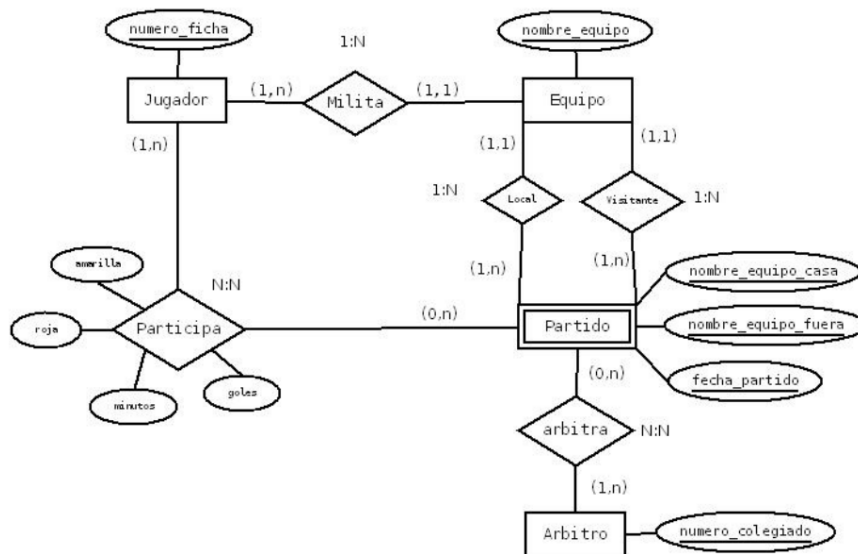 numero_ficha
nombre_equipo
1:N
Jugador
(1,n)
Milita
(1,1)
Equipo
(1,n)
(1,1)
(1,1)
1:N
Local
Visitante
1:N
(1,n)
(1,n)
amarilla
N:N
nombre_equipo_casa
roja
Participa
(0,n)
Partido
nombre_equipo_fuera
minutos
goles
(0,n)
fecha_partido
arbitra
N:N
(1,n)
Arbitro
numero_colegiado